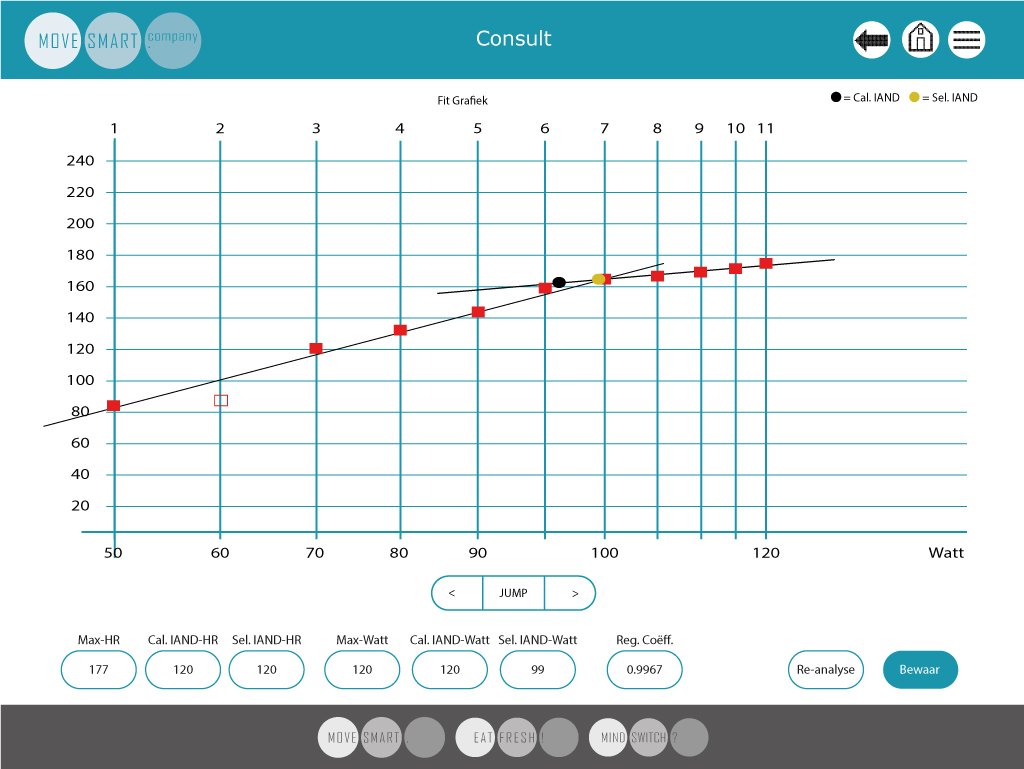 MOVE SMART : company
Consult
Fit Grafiek
= Cal. IAND = Sel. IAND
1 2 3 4 5 6 7 8 9 10 11
240
220
200
180
160
140
120
100
80
60
40
20
50 60 70 80 90 100 120 Watt
< JUMP >
Max-HR Cal. IAND-HR Sel. IAND-HR Max-Watt Cal. IAND-Watt Sel. IAND-Watt Reg. Coëff.
177 120 120 120 120 99 0.9967 Re-analyse Bewaar
MOVE SMART . EAT FRESH ! MIND SWITCH ?